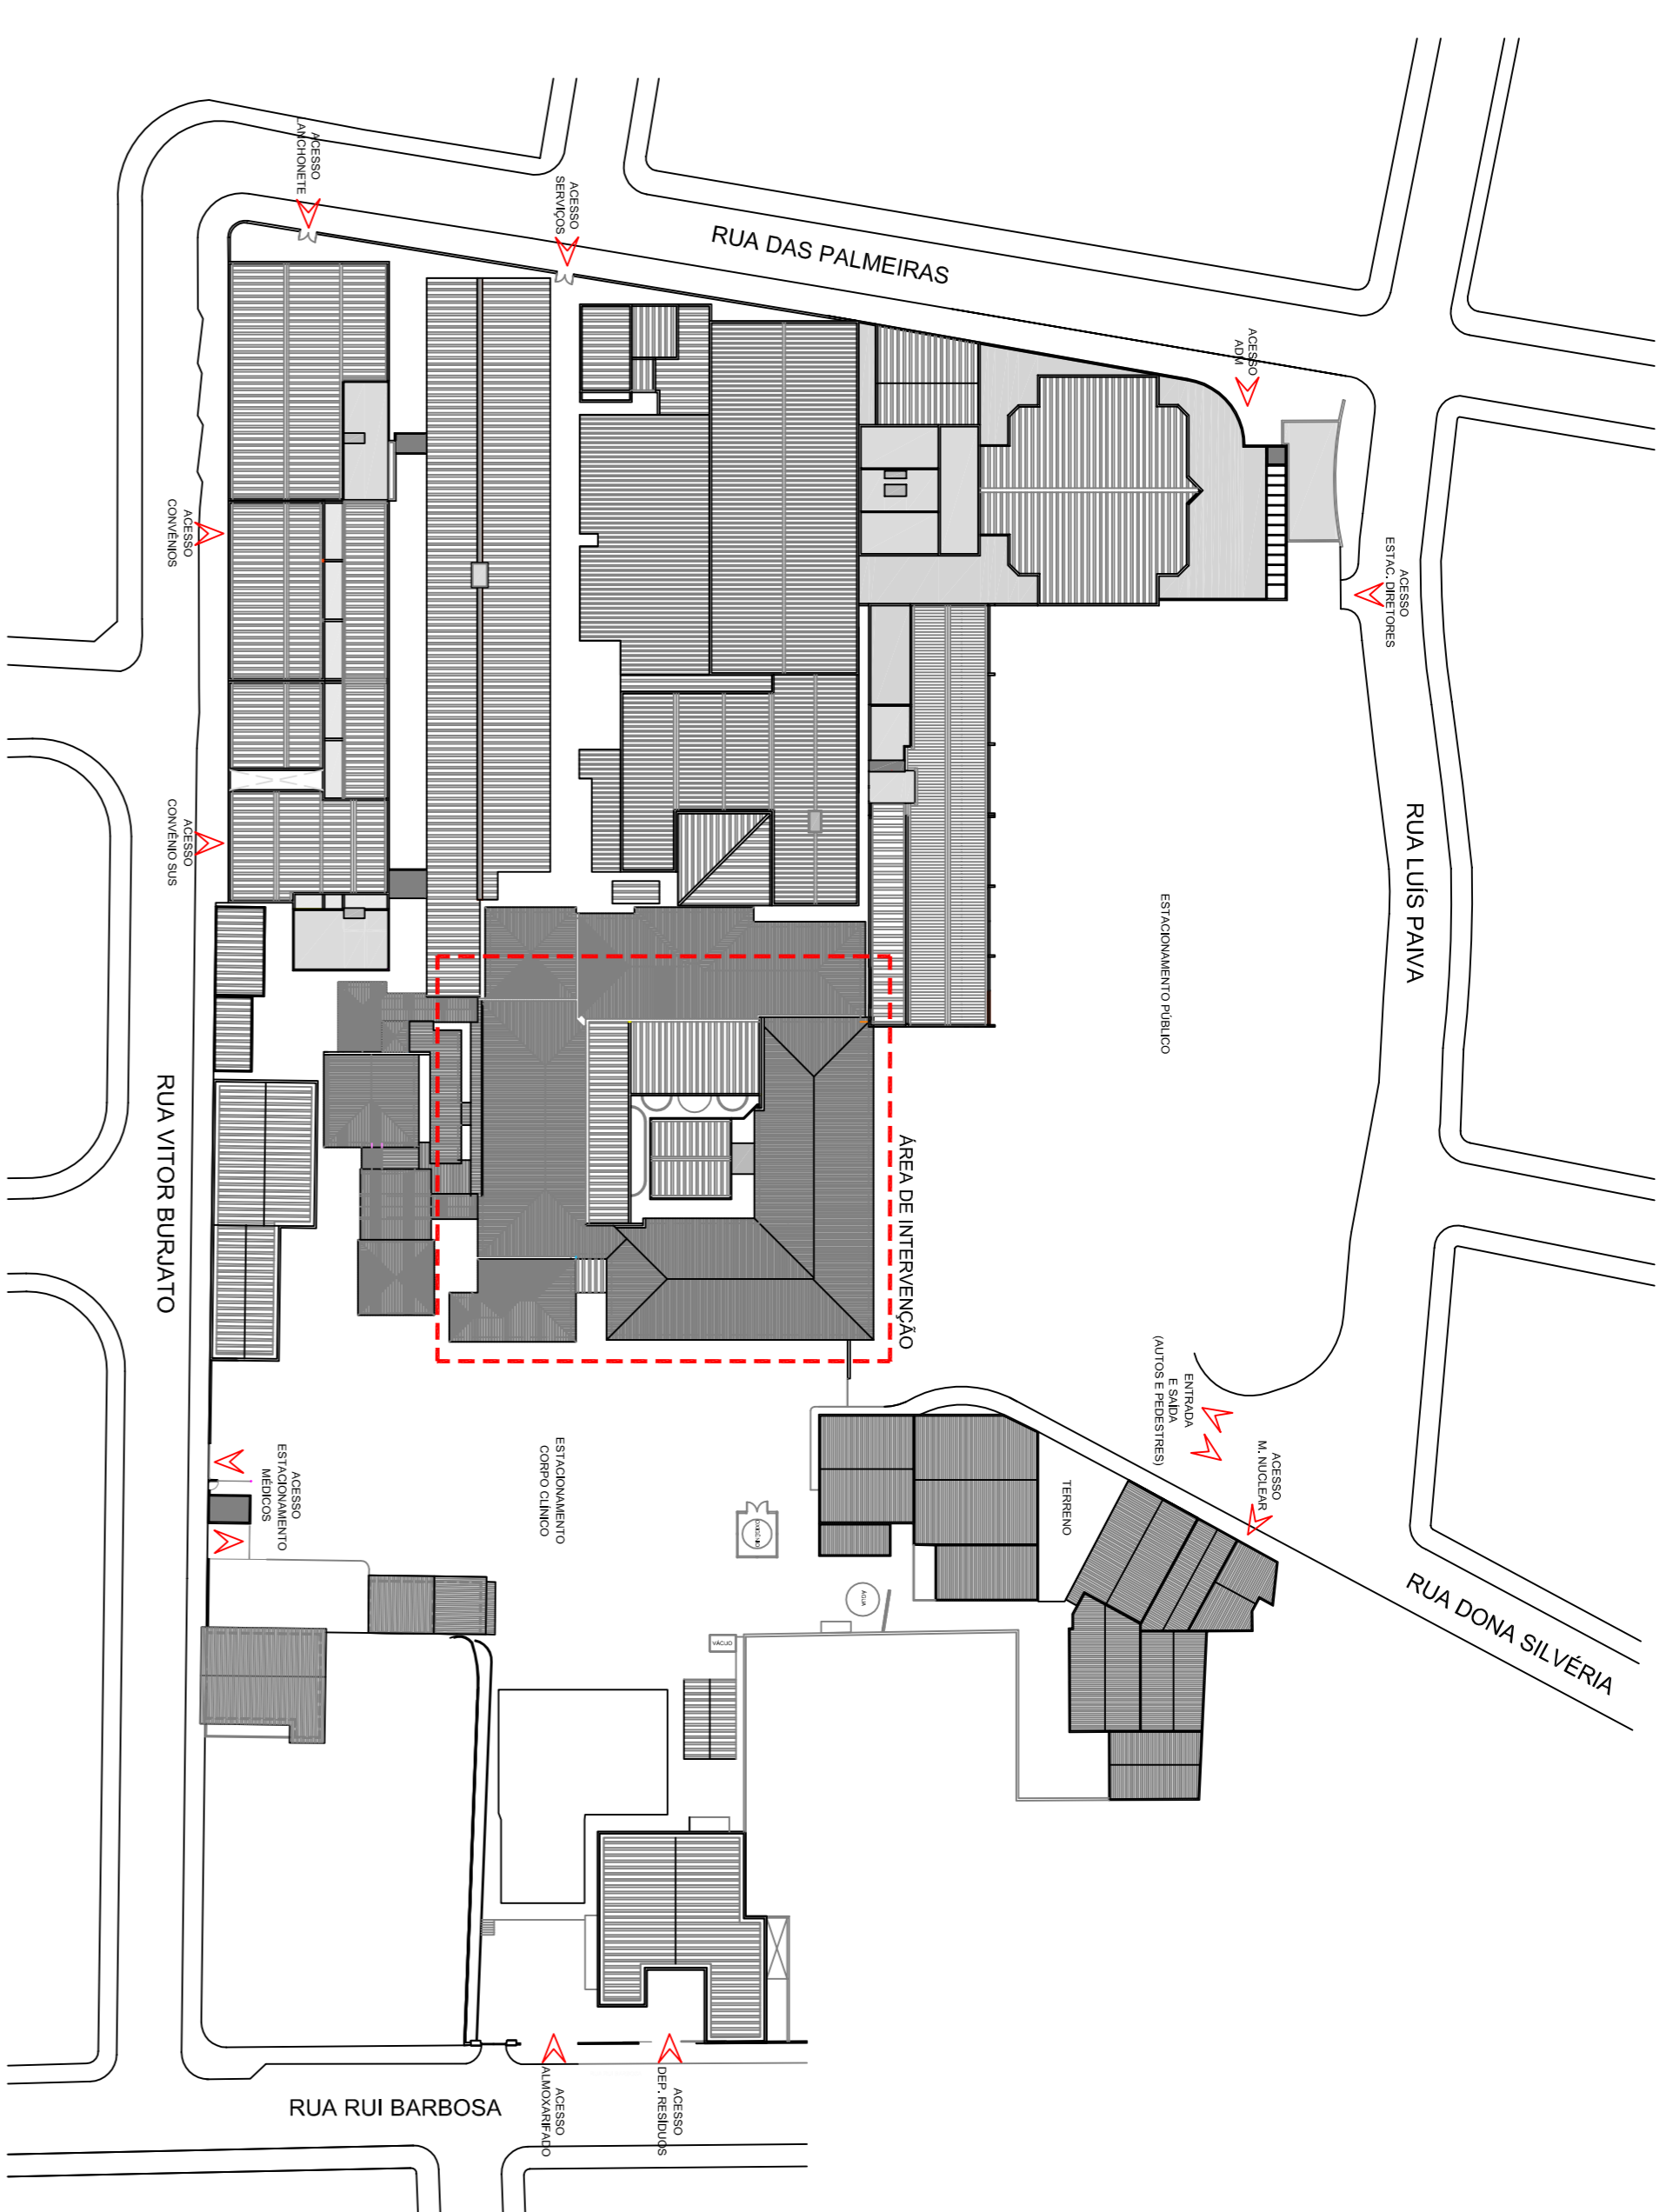 ACESSO
LANCHONETE
ACESSO
SERVIÇOS
RUA DAS PALMEIRAS
ACESSO
ADM
ACESSO
ESTAC. DIRETORES
ACESSO
CONVÊNIOS
ACESSO
CONVÊNIO SUS
RUA LUÍS PAIVA
ESTACIONAMENTO PÚBLICO
RUA VITOR BURJATO
ÁREA DE INTERVENÇÃO
ENTRADA
E SAÍDA
(AUTOS E PEDESTRES)
ACESSO
M. NUCLEAR
ACESSO
ESTACIONAMENTO
MÉDICOS
ESTACIONAMENTO
CORPO CLÍNICO
TERRENO
OXIGÊNIO
ÁGUA
VÁCUO
RUA DONA SILVÉRIA
RUA RUI BARBOSA
ACESSO
ALMOXARIFADO
ACESSO
DEP. RESÍDUOS